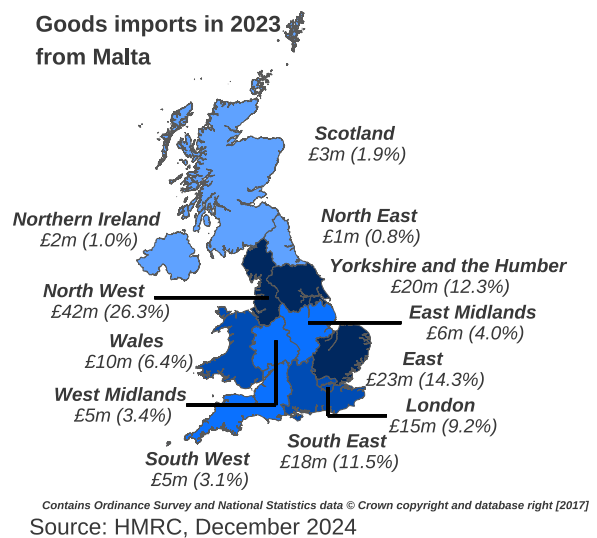 Goods imports in 2023
from Malta
Scotland
£3m (1.9%)
Northern Ireland
£2m (1.0%)
North East
£1m (0.8%)
Yorkshire and the Humber
£20m (12.3%)
North West
£42m (26.3%)
East Midlands
£6m (4.0%)
Wales
£10m (6.4%)
East
£23m (14.3%)
West Midlands
£5m (3.4%)
London
£15m (9.2%)
South East
£18m (11.5%)
South West
£5m (3.1%)
Contains Ordinance Survey and National Statistics data © Crown copyright and database right [2017]
Source: HMRC, December 2024